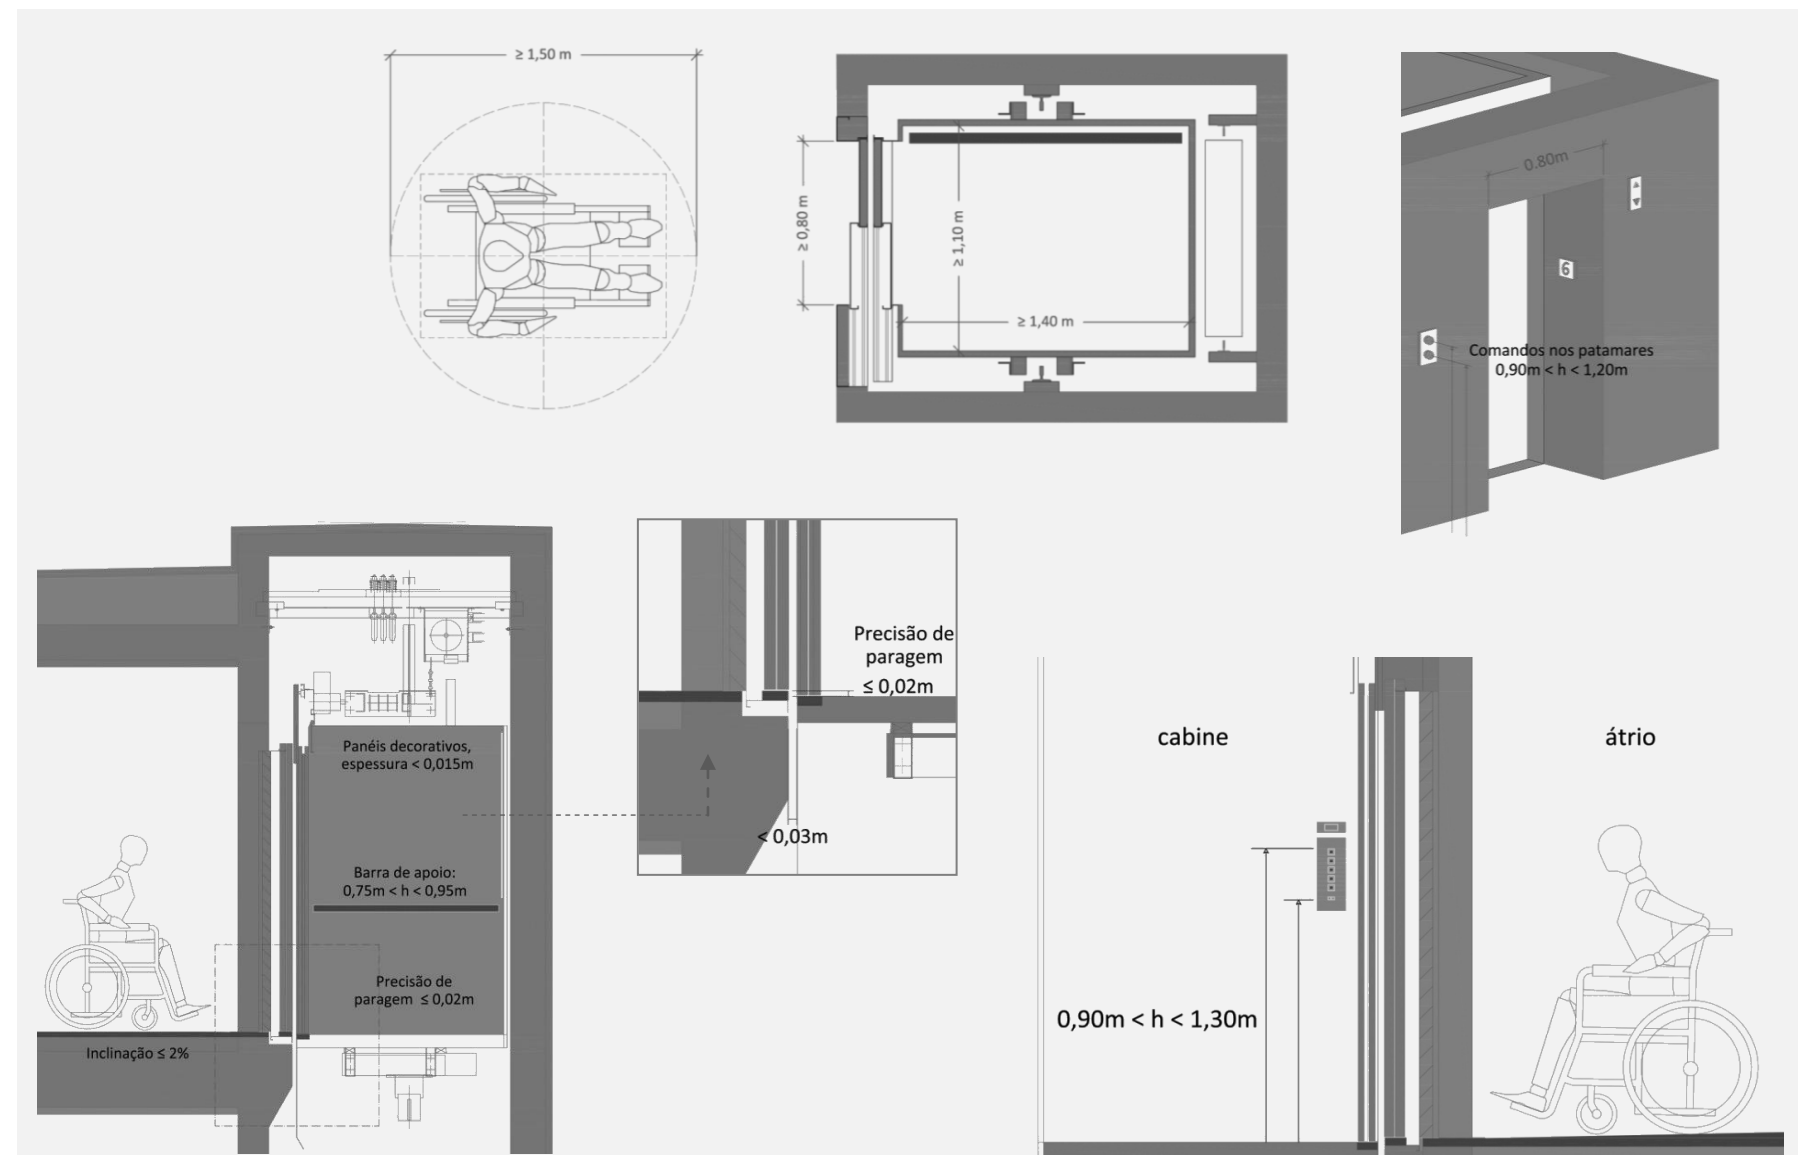 ≥ 1,50 m
≥ 0,80 m
≥ 1,10 m
≥ 1,40 m
0.80m
6
Comandos nos patamares
0,90m < h < 1,20m
Panéis decorativos,
espessura < 0,015m
Barra de apoio:
0,75m < h < 0,95m
Precisão de
paragem ≤ 0,02m
Inclinação ≤ 2%
Precisão de
paragem
≤ 0,02m
< 0,03m
cabine
átrio
0,90m < h < 1,30m